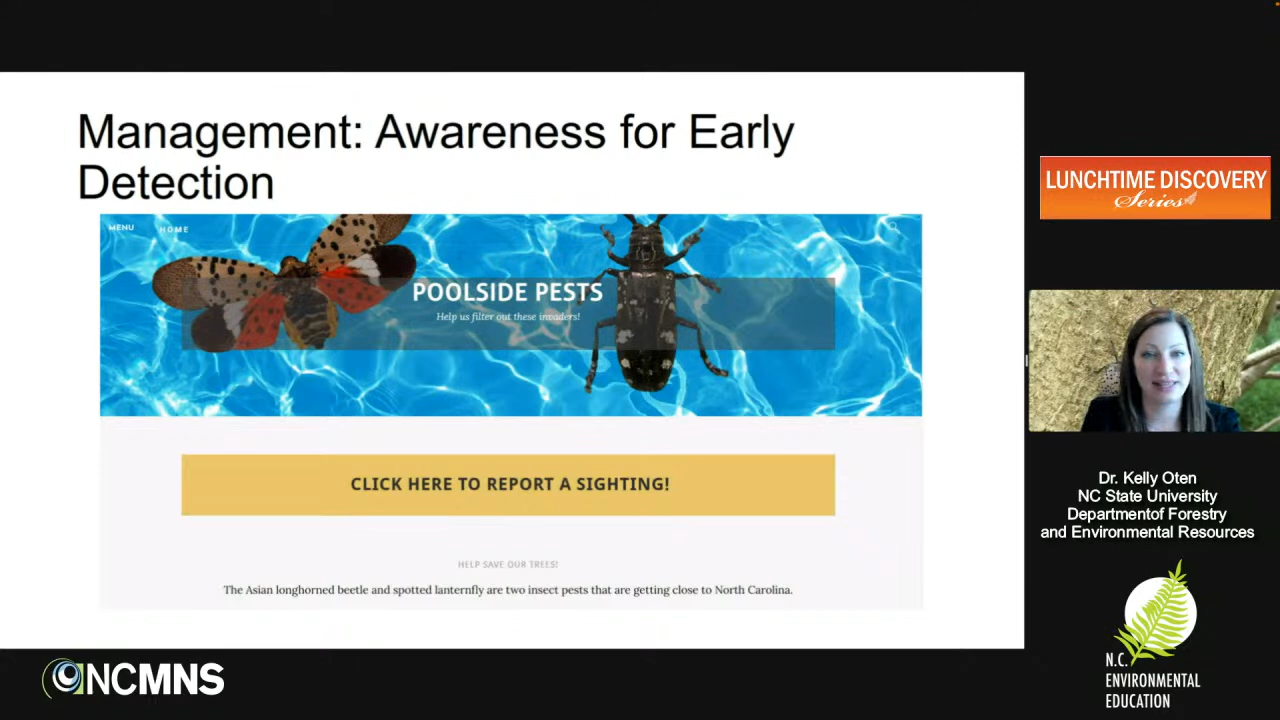 Management: Awareness for Early
Detection
MENU
HOME
POOLSIDE PESTS
Help us filter out these invaders!
CLICK HERE TO REPORT A SIGHTING!
HELP SAVE OUR TREES!
The Asian longhorned beetle and spotted lanternfly are two insect pests that are getting close to North Carolina.
LUNCHTIME DISCOVERY
Series
Dr. Kelly Oten
NC State University
Departmentof Forestry
and Environmental Resources
NCMNS
N.C.
ENVIRONMENTAL
EDUCATION